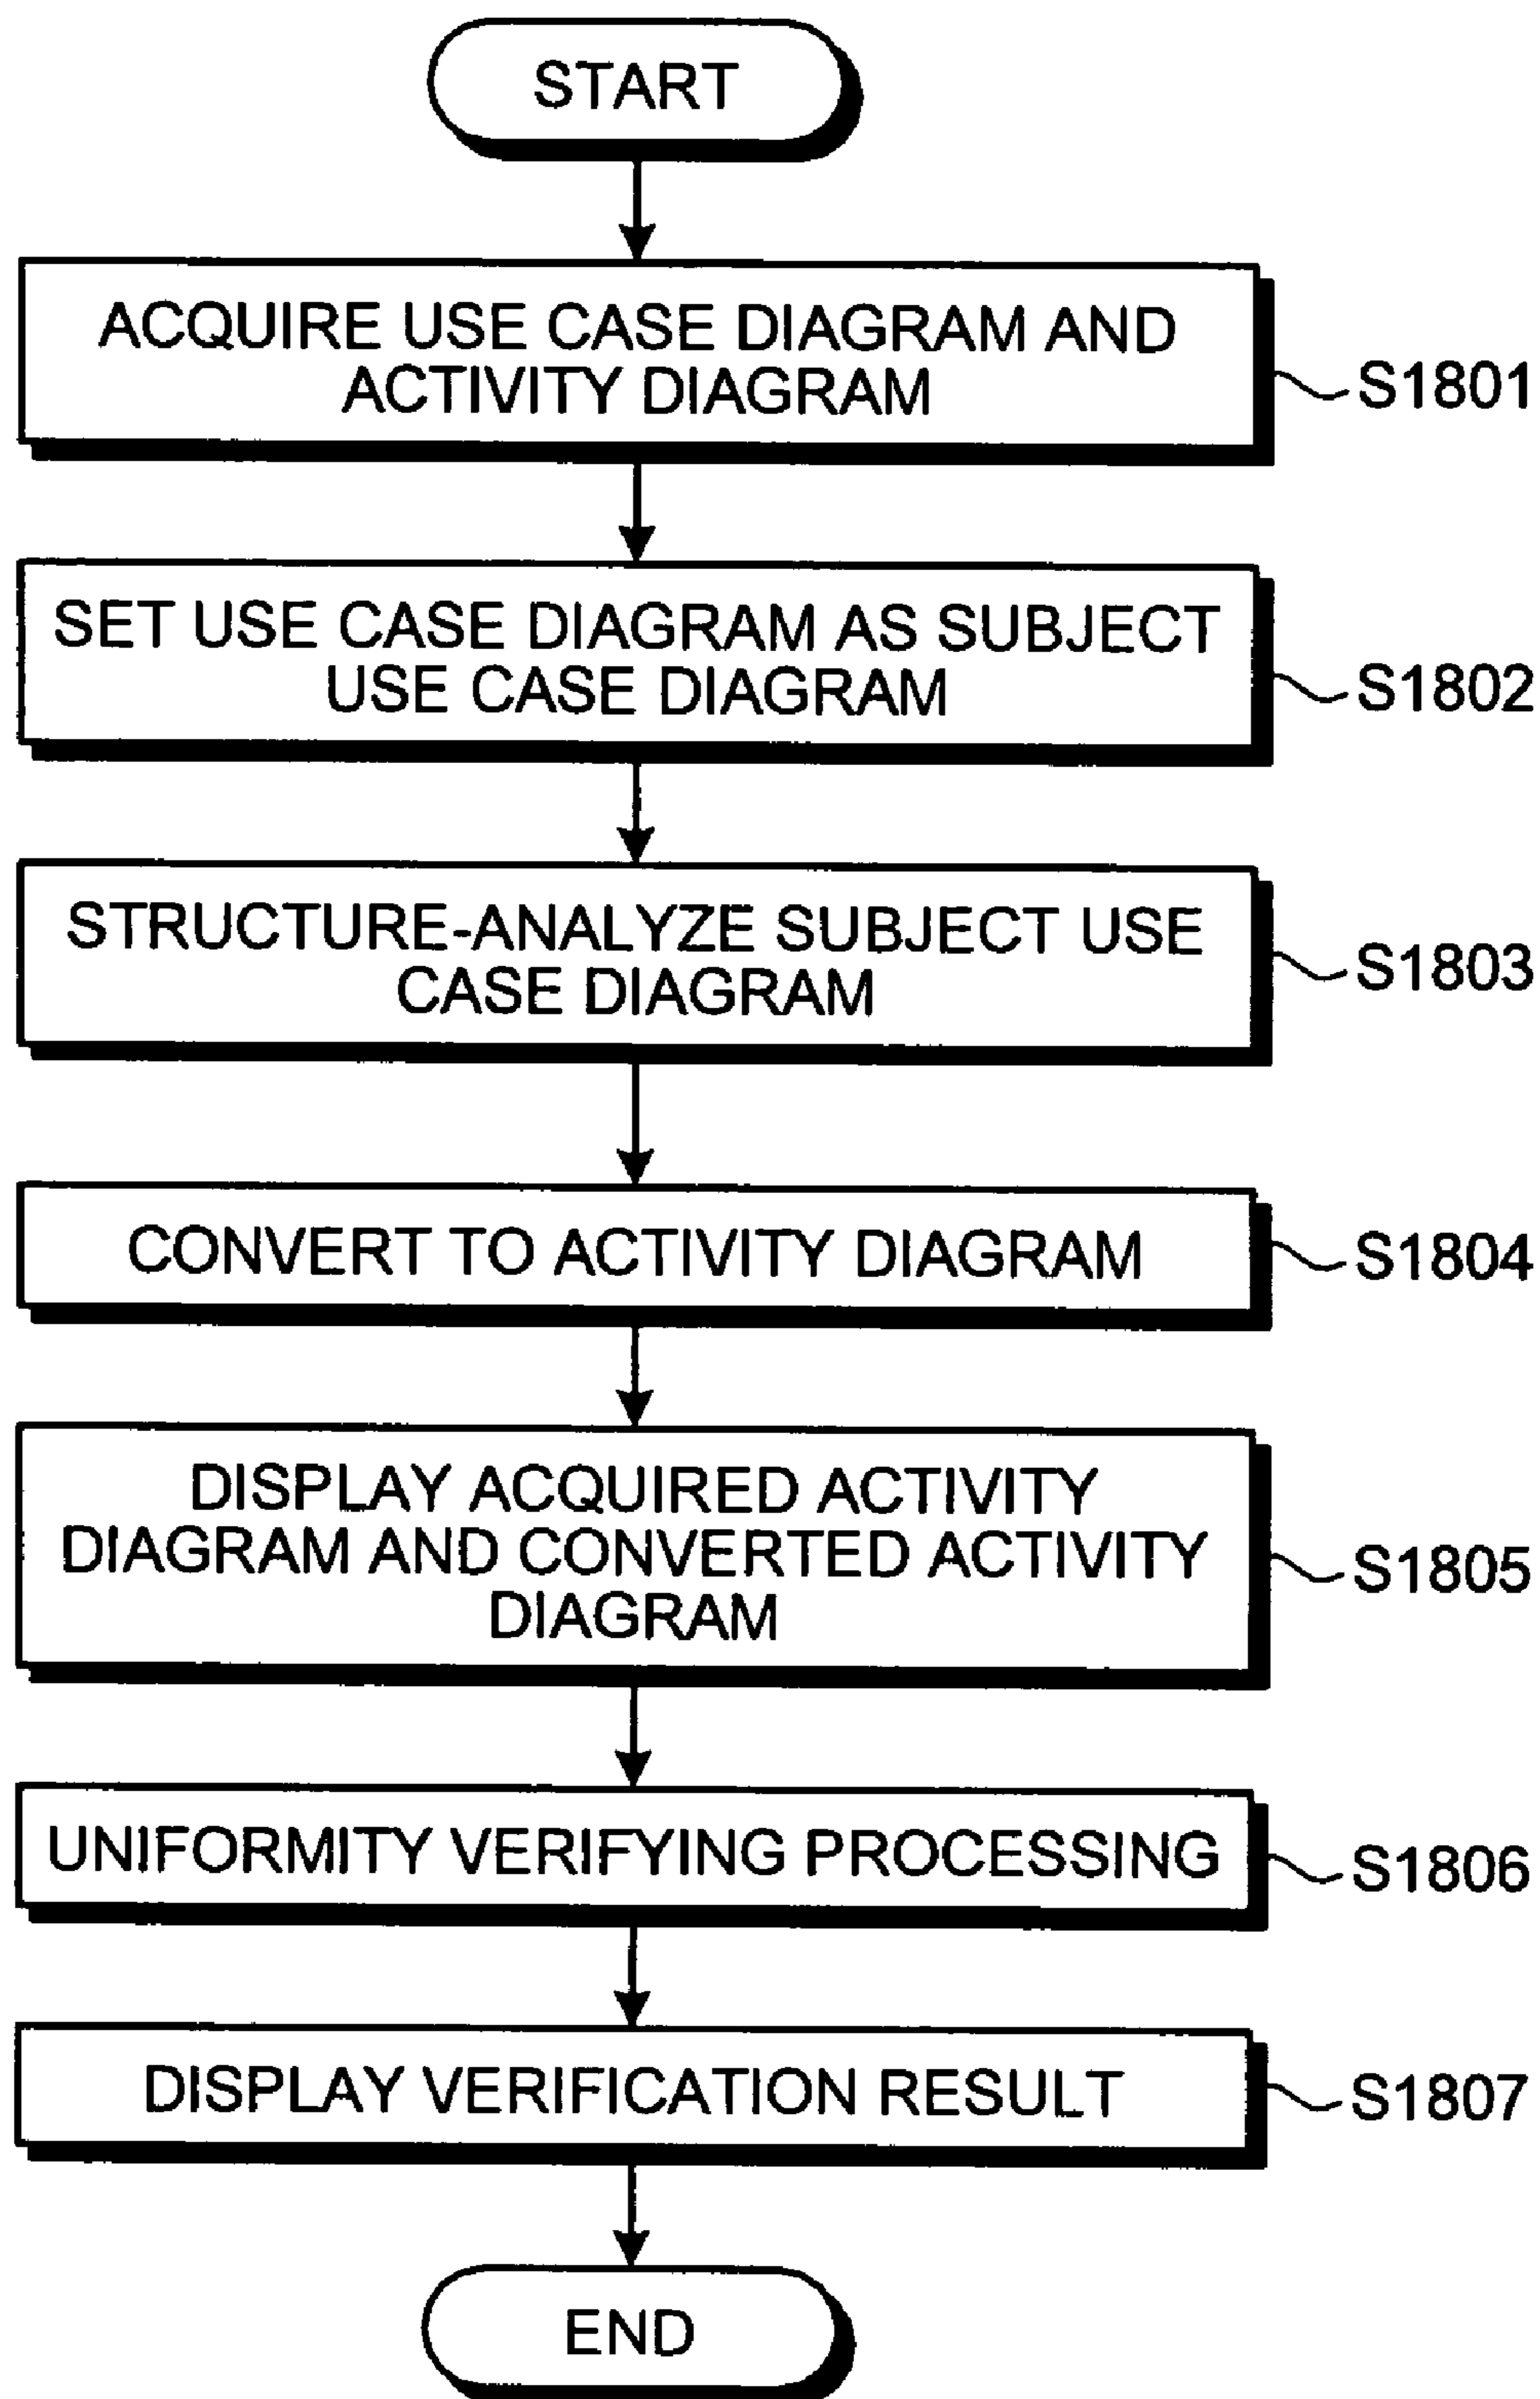 START
ACQUIRE USE CASE DIAGRAM AND
ACTIVITY DIAGRAM
S1801
SET USE CASE DIAGRAM AS SUBJECT
USE CASE DIAGRAM
S1802
STRUCTURE-ANALYZE SUBJECT USE
CASE DIAGRAM
S1803
CONVERT TO ACTIVITY DIAGRAM
S1804
DISPLAY ACQUIRED ACTIVITY
DIAGRAM AND CONVERTED ACTIVITY
DIAGRAM
S1805
UNIFORMITY VERIFYING PROCESSING
S1806
DISPLAY VERIFICATION RESULT
S1807
END